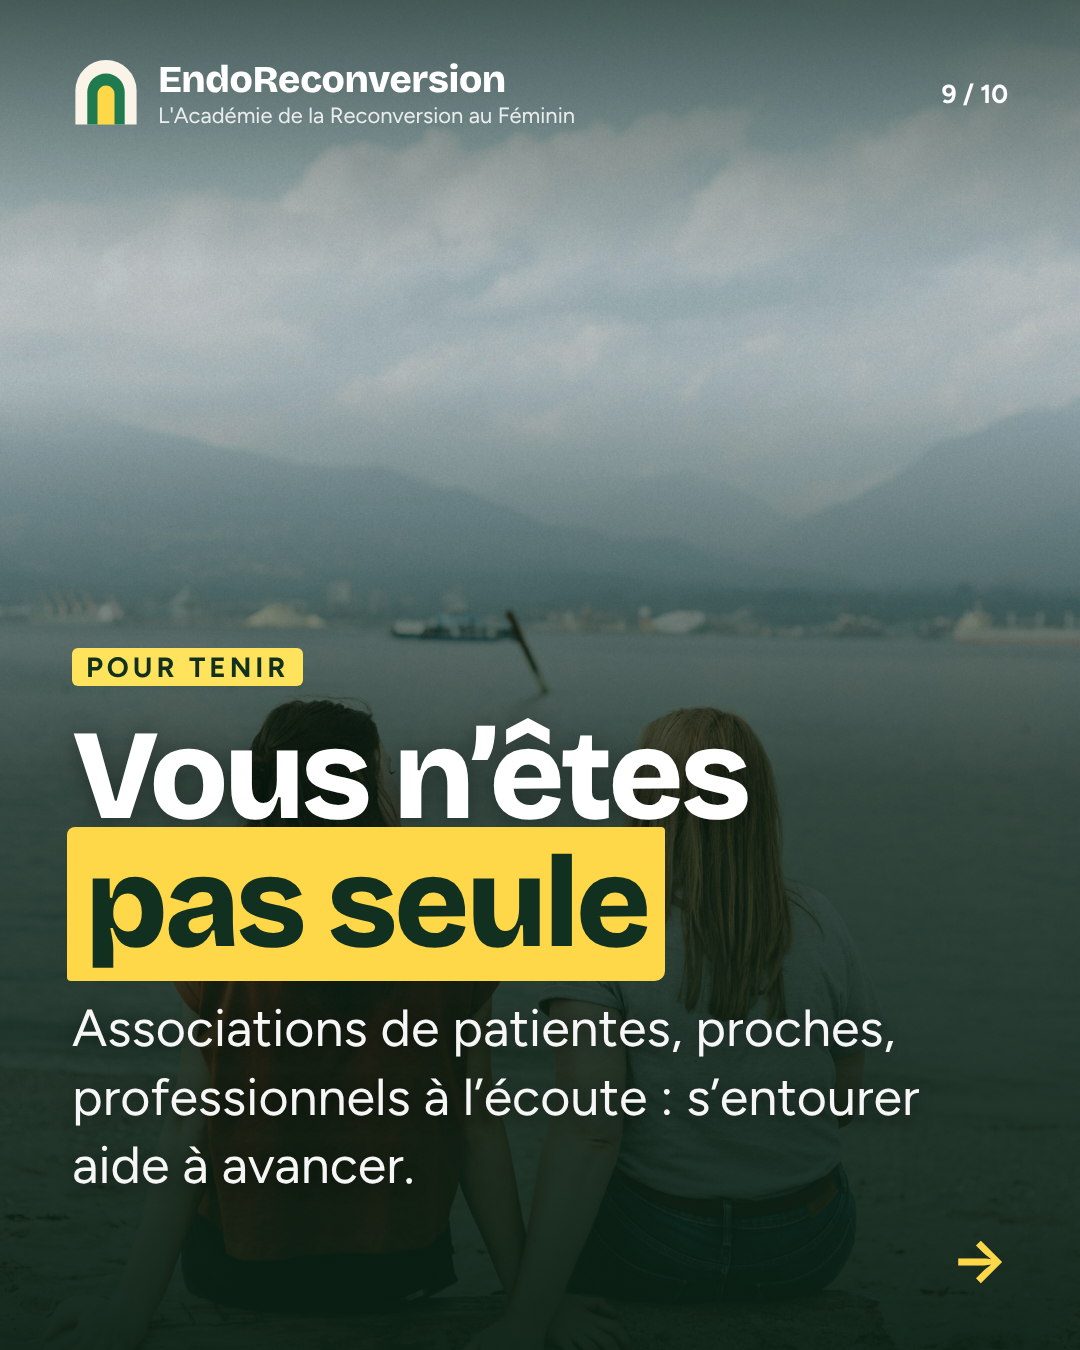 EndoReconversion
L'Académie de la Reconversion au Féminin
9 / 10
POUR TENIR
Vous n’êtes
pas seule
Associations de patientes, proches,
professionnels à l’écoute : s’entourer
aide à avancer.